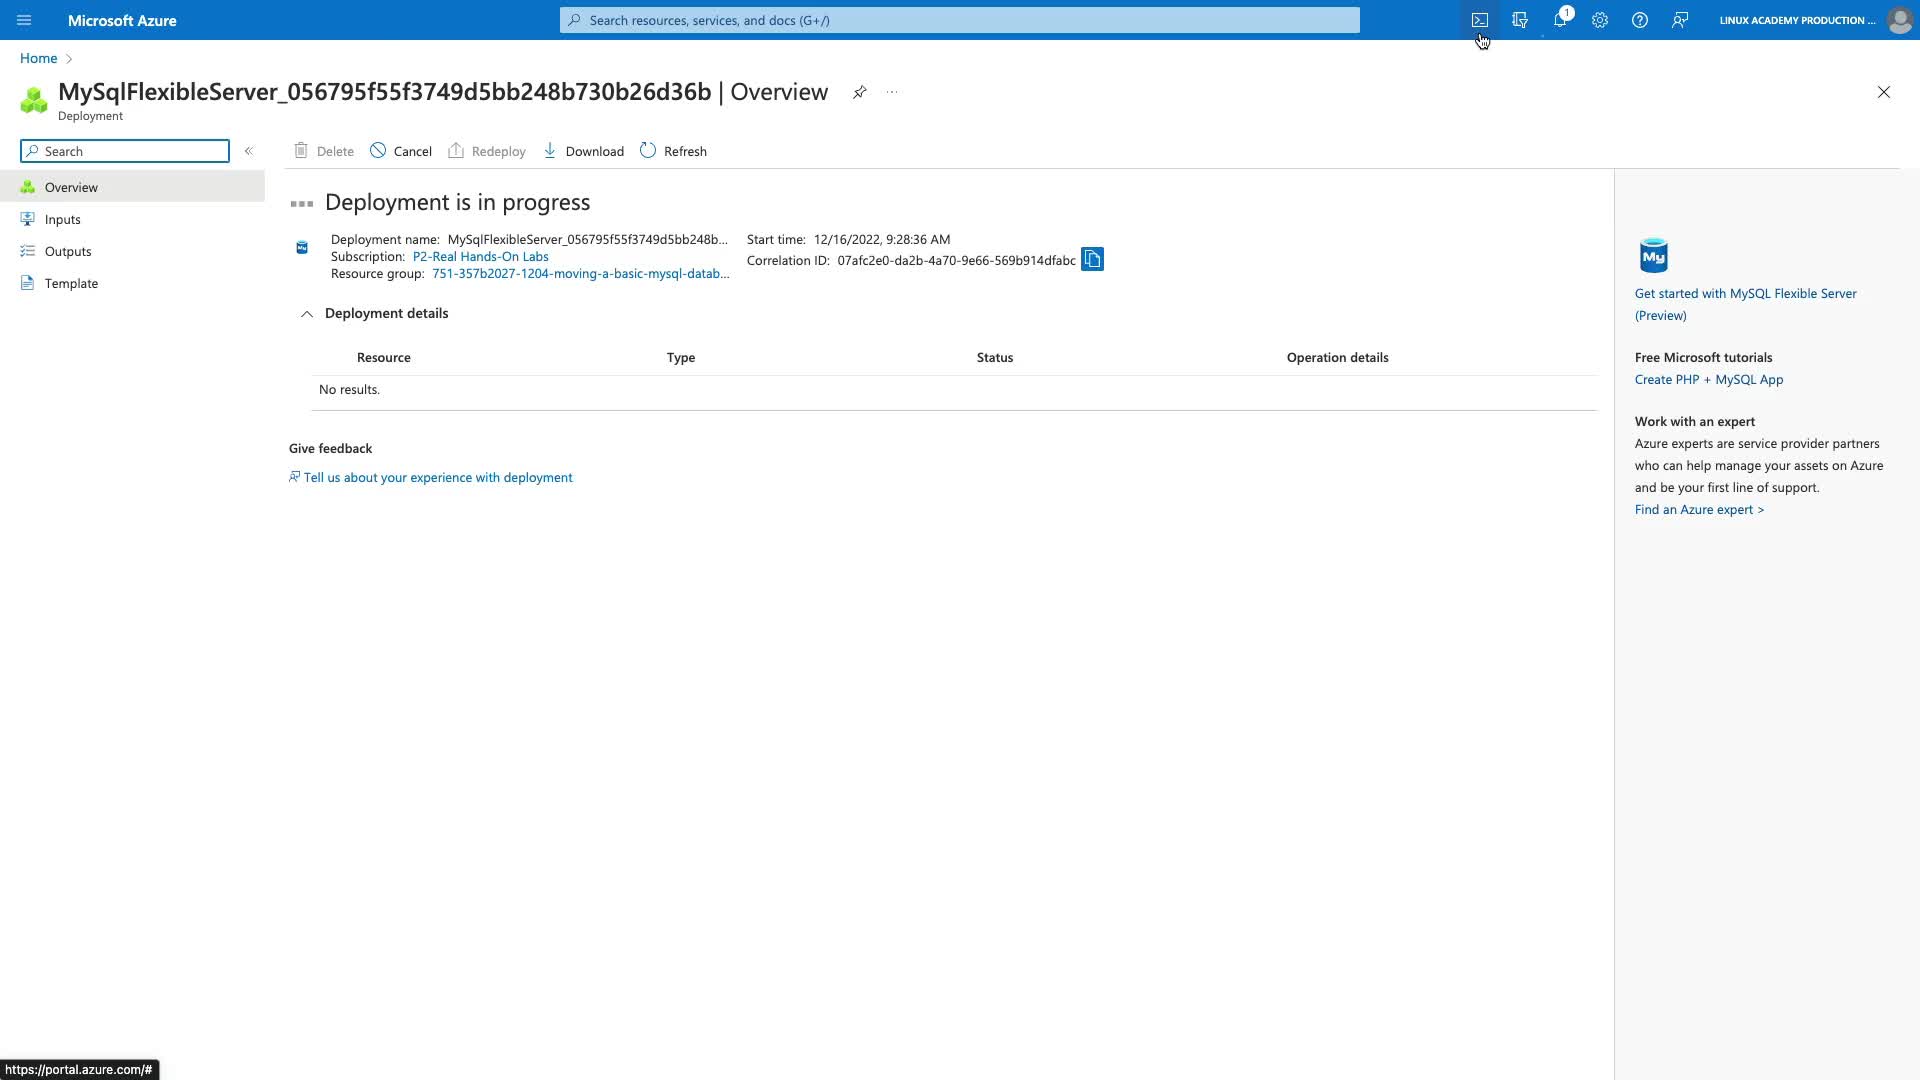 Microsoft Azure
Search resources, services, and docs (G+/)
1
LINUX ACADEMY PRODUCTION ...
Home
MySqlFlexibleServer_056795f55f3749d5bb248b730b26d36b | Overview
Deployment
Search
Delete Cancel Redeploy Download Refresh
Overview
Inputs
Outputs
Template
Deployment is in progress
Deployment name: MySqlFlexibleServer_056795f55f3749d5bb248b...
Subscription: P2-Real Hands-On Labs
Resource group: 751-357b2027-1204-moving-a-basic-mysql-datab...
Start time: 12/16/2022, 9:28:36 AM
Correlation ID: 07afc2e0-da2b-4a70-9e66-569b914dfabc
Deployment details
Resource Type Status Operation details
No results.
Give feedback
Tell us about your experience with deployment
My
Get started with MySQL Flexible Server
(Preview)
Free Microsoft tutorials
Create PHP + MySQL App
Work with an expert
Azure experts are service provider partners
who can help manage your assets on Azure
and be your first line of support.
Find an Azure expert >
https://portal.azure.com/#